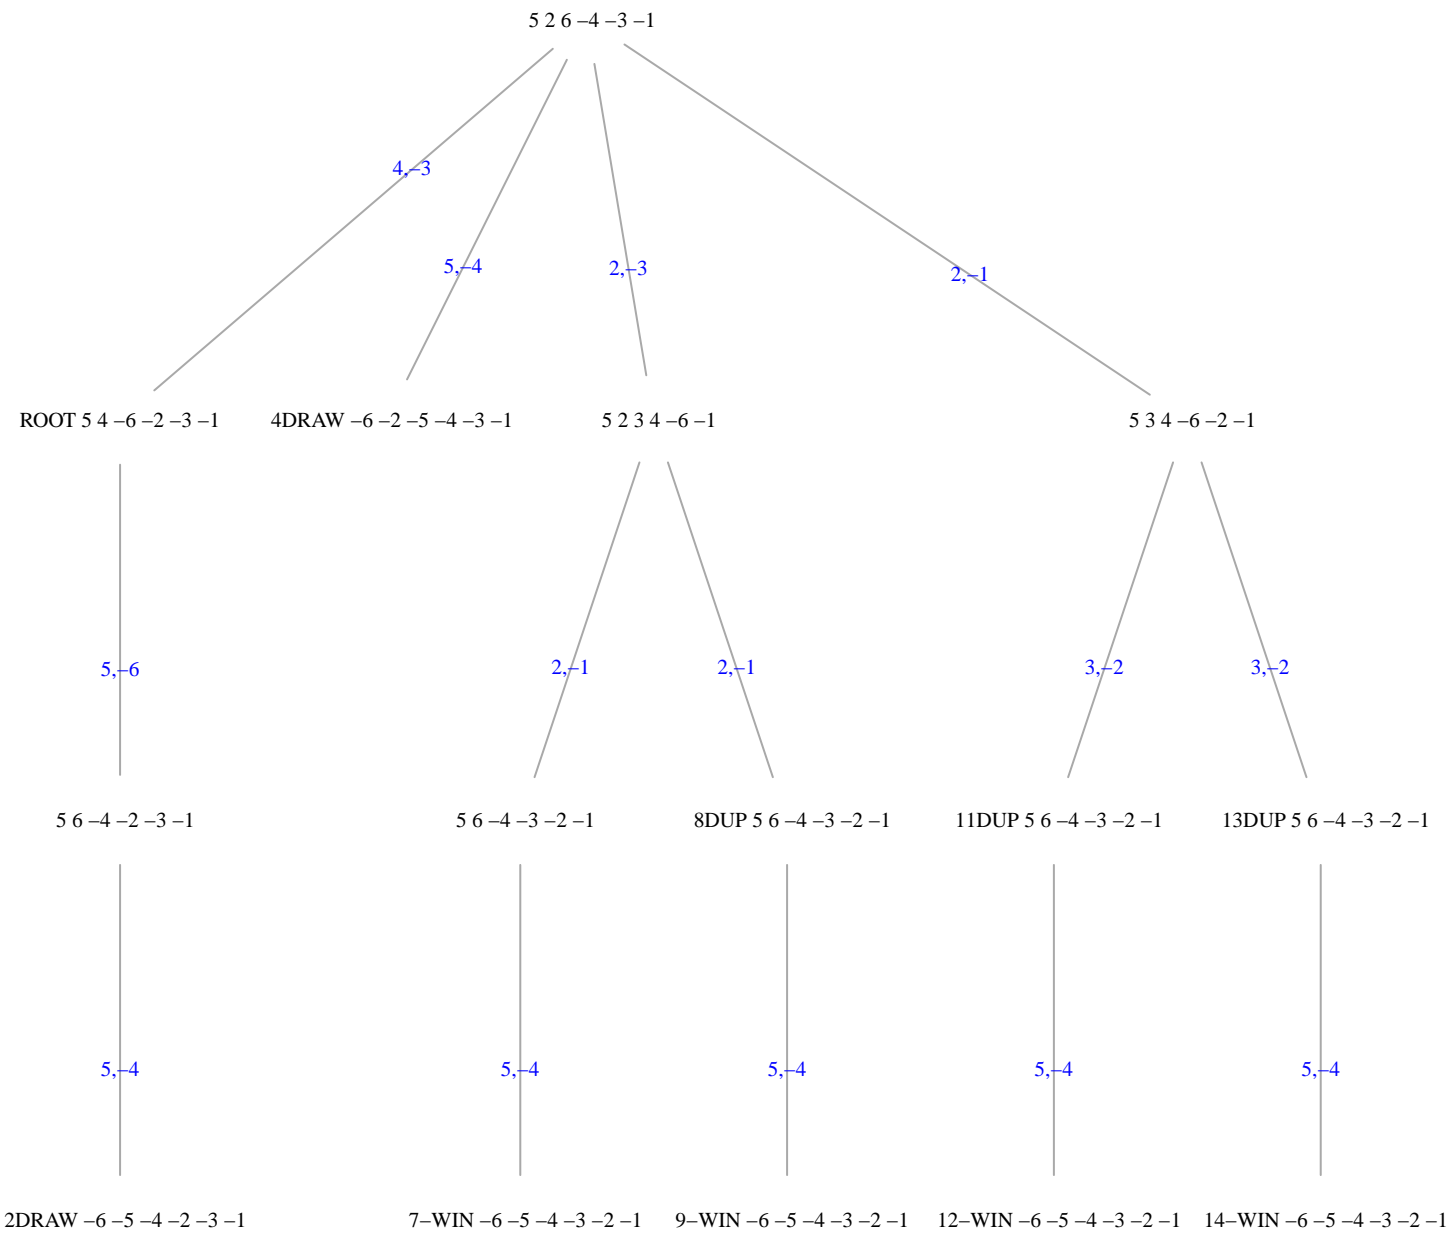 5 2 6 –4 –3 –1
4,–3
5,–4
2,–3
2,–1
ROOT 5 4 –6 –2 –3 –1
4DRAW –6 –2 –5 –4 –3 –1
5 2 3 4 –6 –1
5 3 4 –6 –2 –1
5,–6
2,–1
2,–1
3,–2
3,–2
5 6 –4 –2 –3 –1
5 6 –4 –3 –2 –1
8DUP 5 6 –4 –3 –2 –1
11DUP 5 6 –4 –3 –2 –1
13DUP 5 6 –4 –3 –2 –1
5,–4
5,–4
5,–4
5,–4
5,–4
2DRAW –6 –5 –4 –2 –3 –1
7–WIN –6 –5 –4 –3 –2 –1
9–WIN –6 –5 –4 –3 –2 –1
12–WIN –6 –5 –4 –3 –2 –1
14–WIN –6 –5 –4 –3 –2 –1